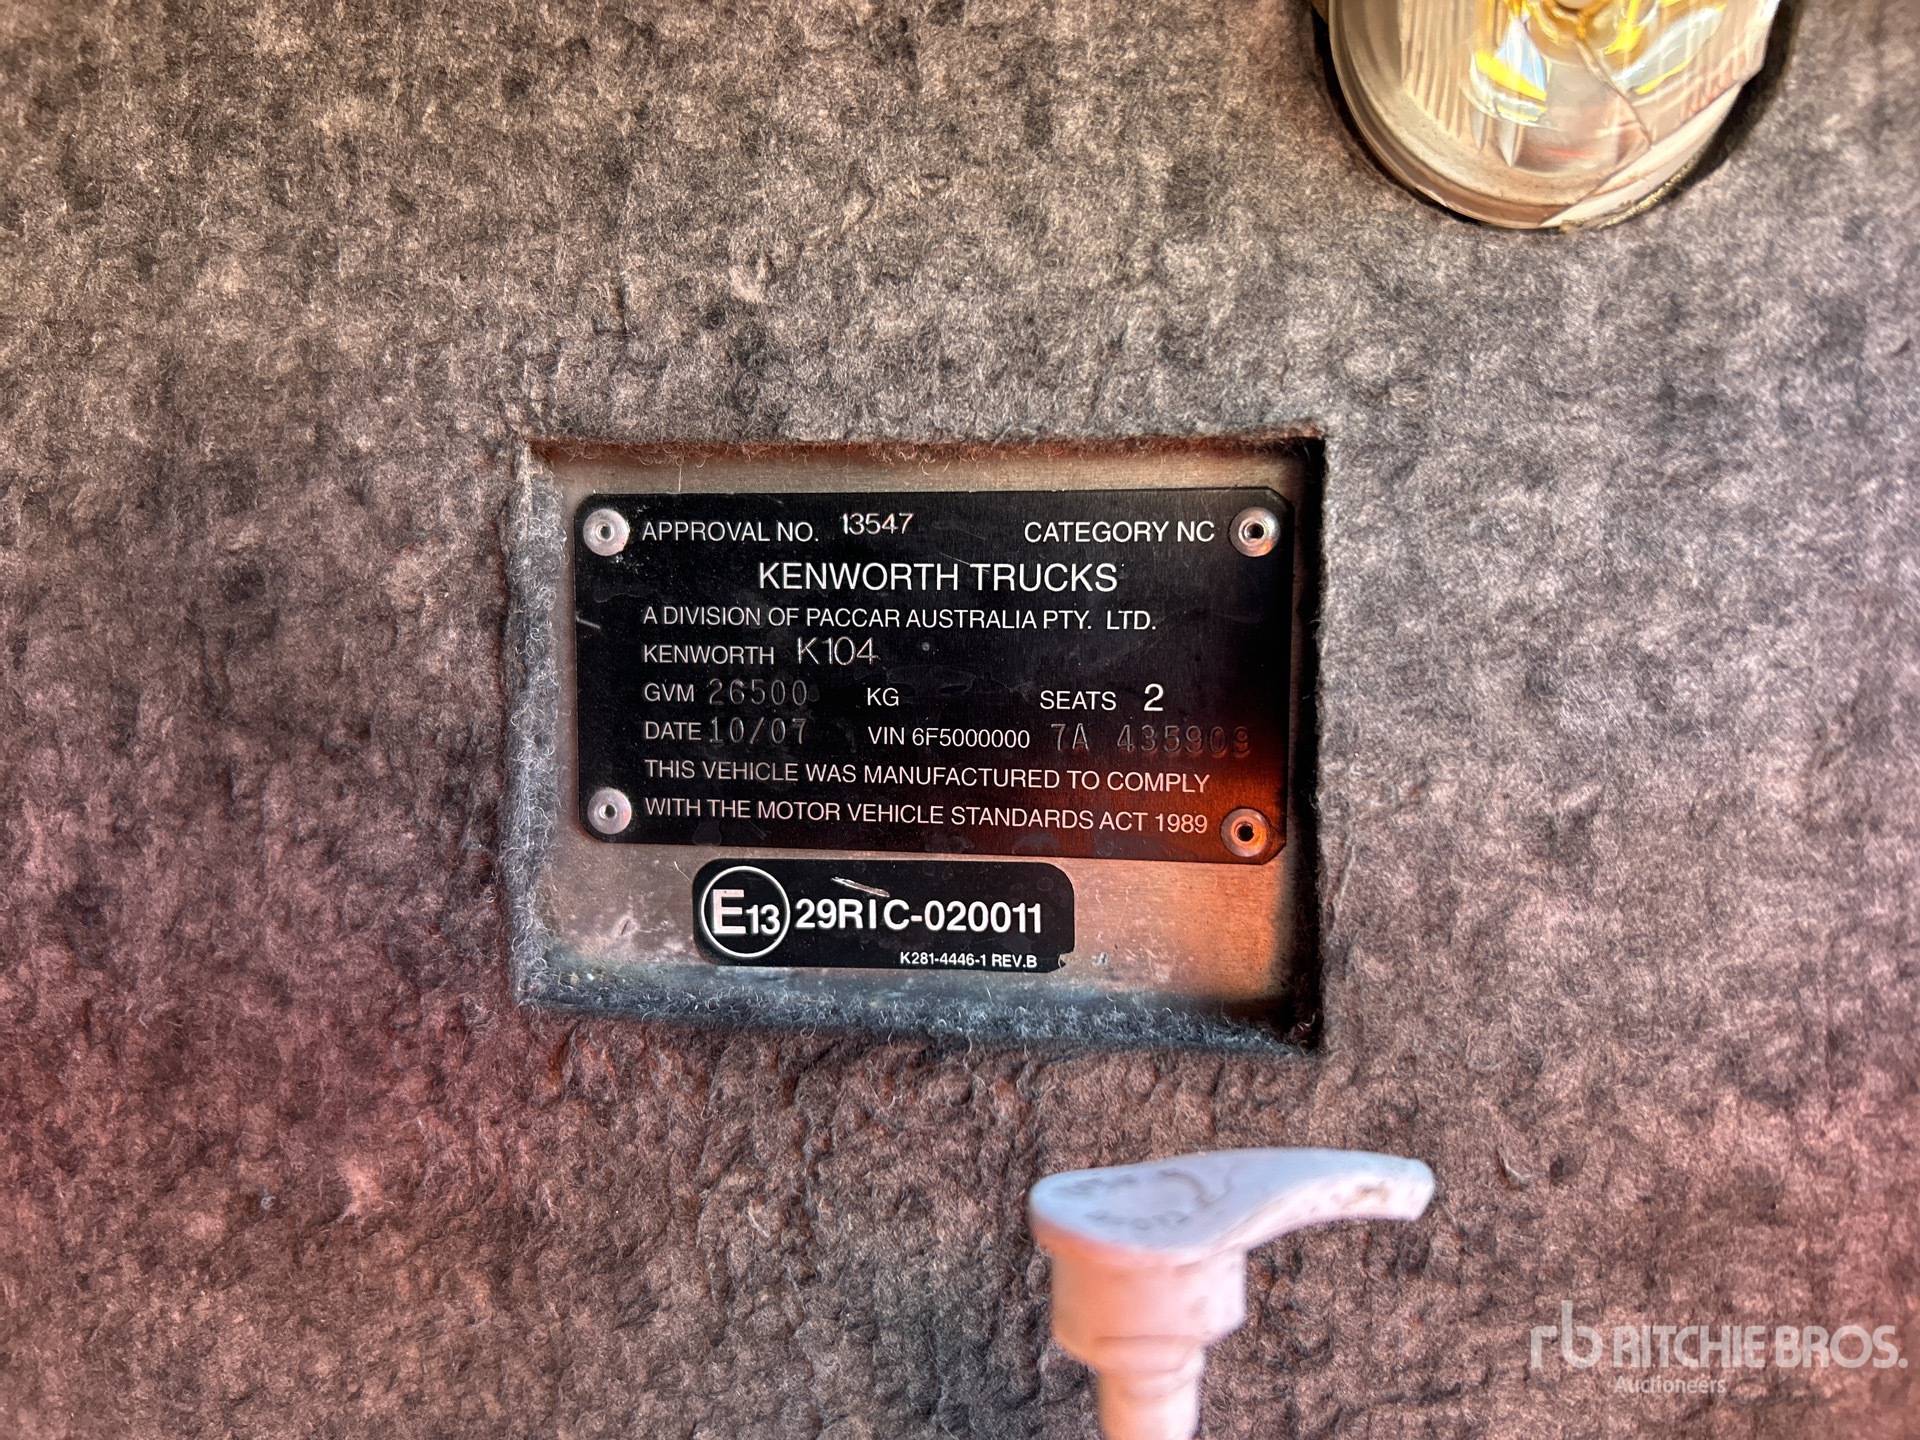 APPROVAL NO. 13547 CATEGORY NC
KENWORTH TRUCKS
A DIVISION OF PACCAR AUSTRALIA PTY. LTD.
KENWORTH K104
GVM 26500 KG SEATS 2
DATE 10/07 VIN 6F5000000 7A 435909
THIS VEHICLE WAS MANUFACTURED TO COMPLY
WITH THE MOTOR VEHICLE STANDARDS ACT 1989
E13 29RIC-020011
K281-4446-1 REV.B
rb RITCHIE BROS.
Auctioneers